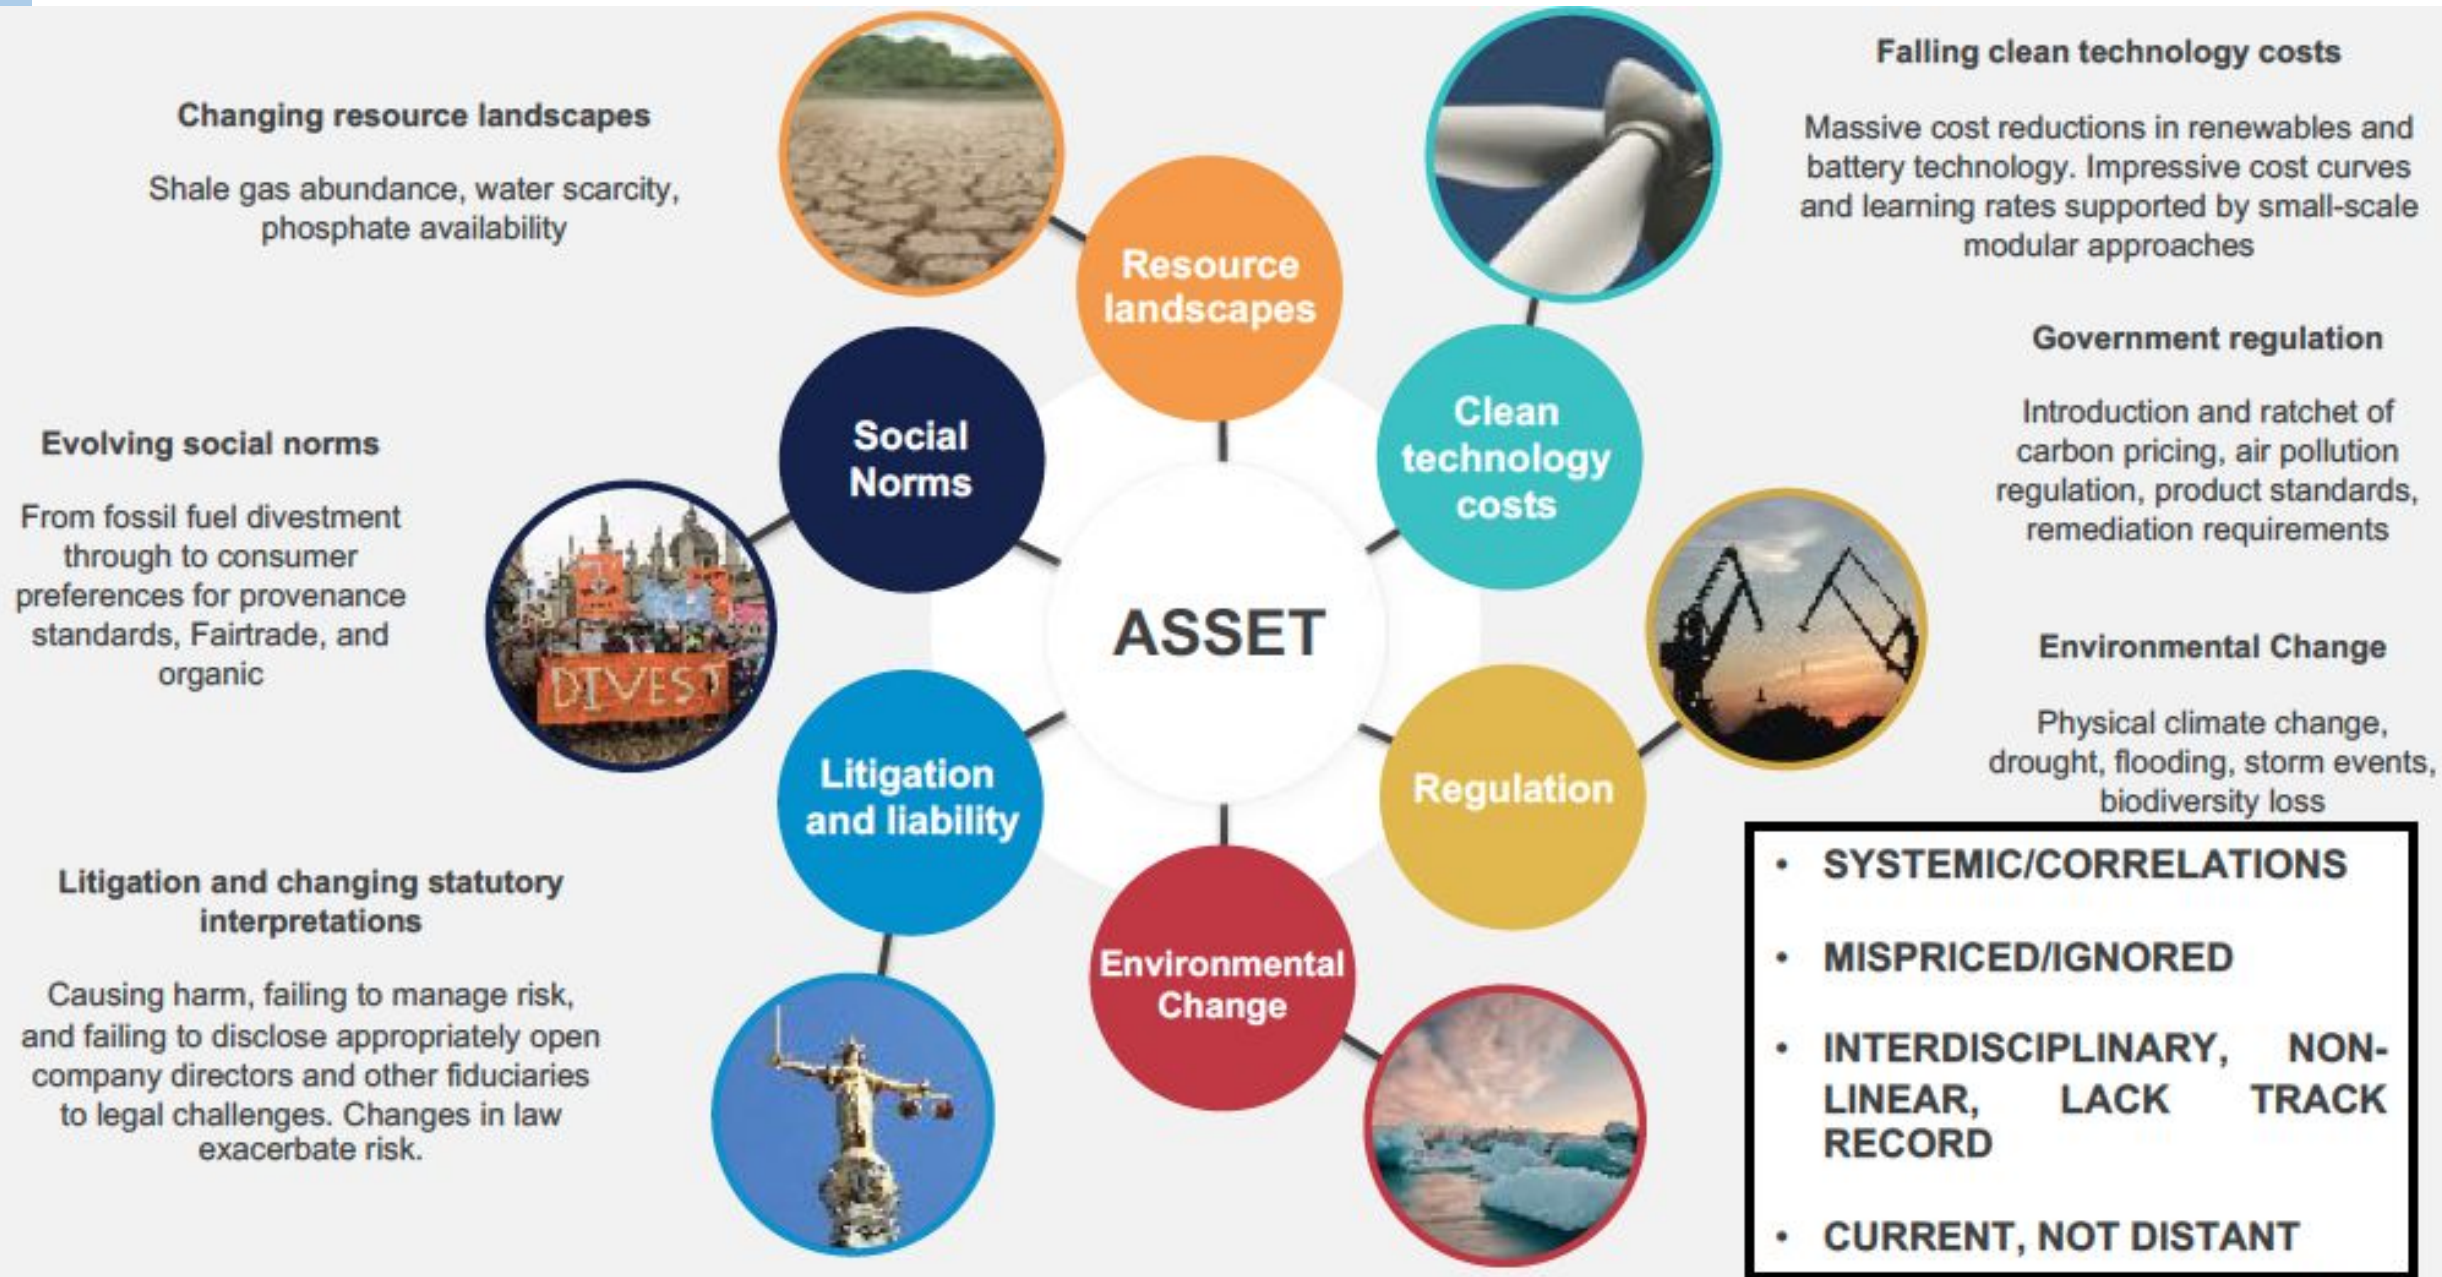 Changing resource landscapes
Shale gas abundance, water scarcity,
phosphate availability
Evolving social norms
From fossil fuel divestment
through to consumer
preferences for provenance
standards, Fairtrade, and
organic
Litigation and changing statutory
interpretations
Causing harm, failing to manage risk,
and failing to disclose appropriately open
company directors and other fiduciaries
to legal challenges. Changes in law
exacerbate risk.
Resource
landscapes
Social
Norms
Clean
technology
costs
ASSET
DIVEST
Litigation
and liability
Regulation
Environmental
Change
Falling clean technology costs
Massive cost reductions in renewables and
battery technology. Impressive cost curves
and learning rates supported by small-scale
modular approaches
Government regulation
Introduction and ratchet of
carbon pricing, air pollution
regulation, product standards,
remediation requirements
Environmental Change
Physical climate change,
drought, flooding, storm events,
biodiversity loss
• SYSTEMIC/CORRELATIONS
• MISPRICED/IGNORED
• INTERDISCIPLINARY, NON-
LINEAR, LACK TRACK
RECORD
• CURRENT, NOT DISTANT